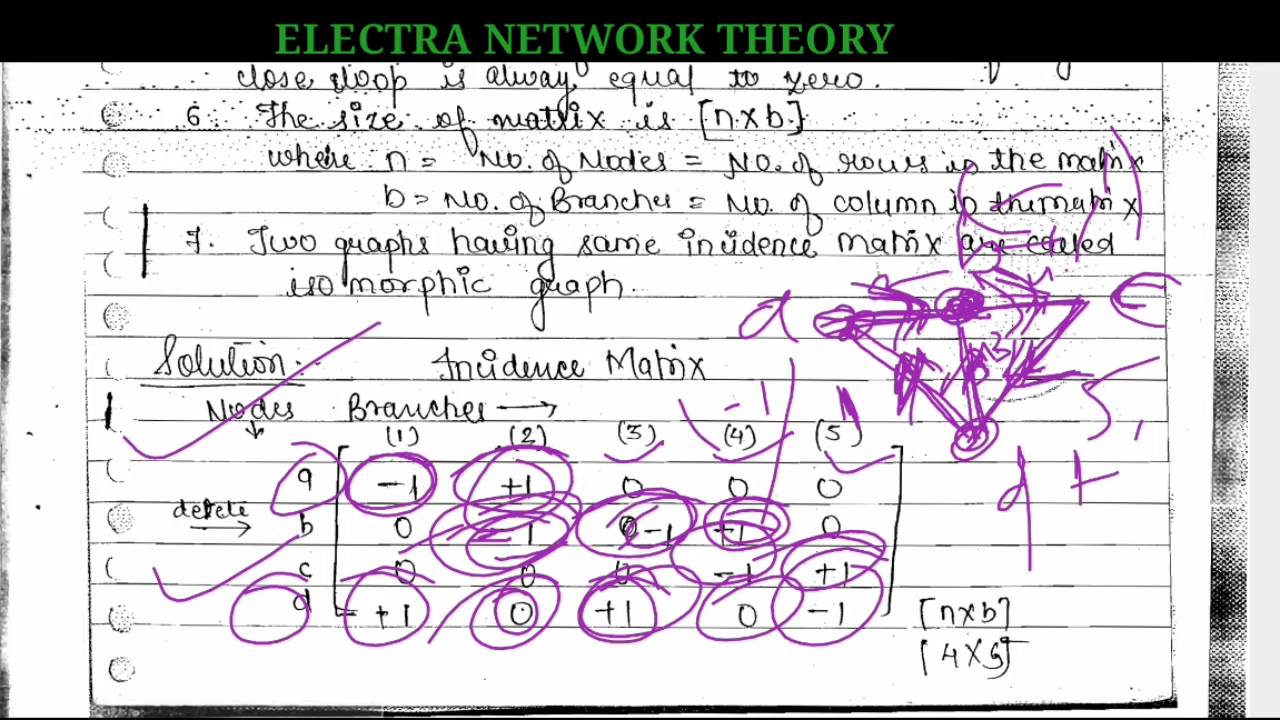 ELECTRA NETWORK THEORY
close loop is alway equal to zero.
6 The size of matrix is [n×b]
where n = No. of Nodes = No. of rows in the matrix
b = No. of Branches = No. of column in the matrix
7. Two graphs having same incidence matrix are called
isomorphic graph.
Solution. Incidence Matrix
Nodes Branches →
(1) (2) (3) (4) (5)
a -1 +1 0 0 0
delete → b 0 -1 -1 +1 0
c 0 0 0 -1 +1
d = +1 0 +1 0 -1
[n×b]
[4×5]
a
b
c
d
-1